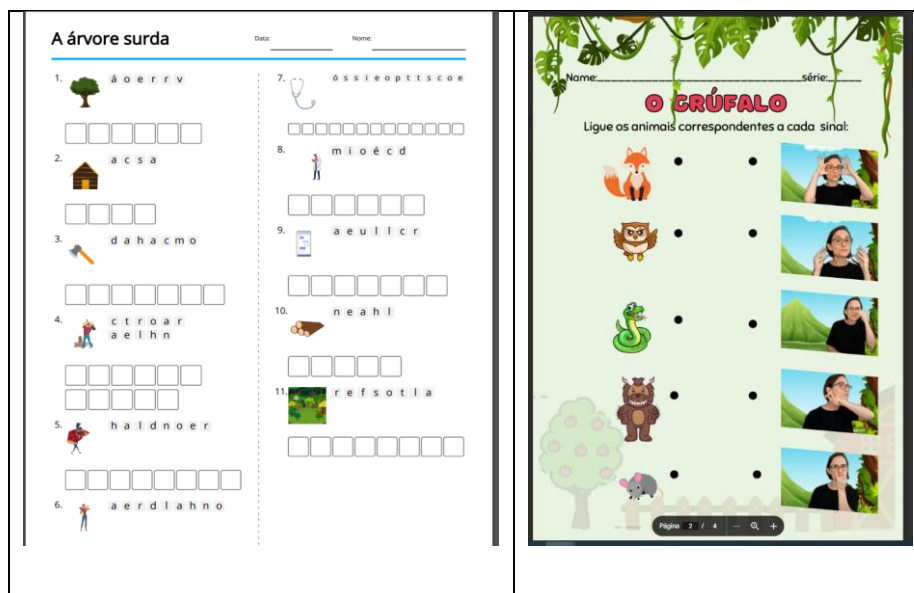 A árvore surda
Data:
Nome:
1. á o e r r v
2. a c s a
3. d a h a c m o
4. c t r o a r
a e l h n
5. h a l d n o e r
6. a e r d l a h n o
7. ó s s i e o p t t s c o e
8. m i o é c d
9. a e u l l c r
10. n e a h l
11. r e f s o t l a
Name: série:
O GRÚFALO
Ligue os animais correspondentes a cada sinal:
Página 2 / 4 — +